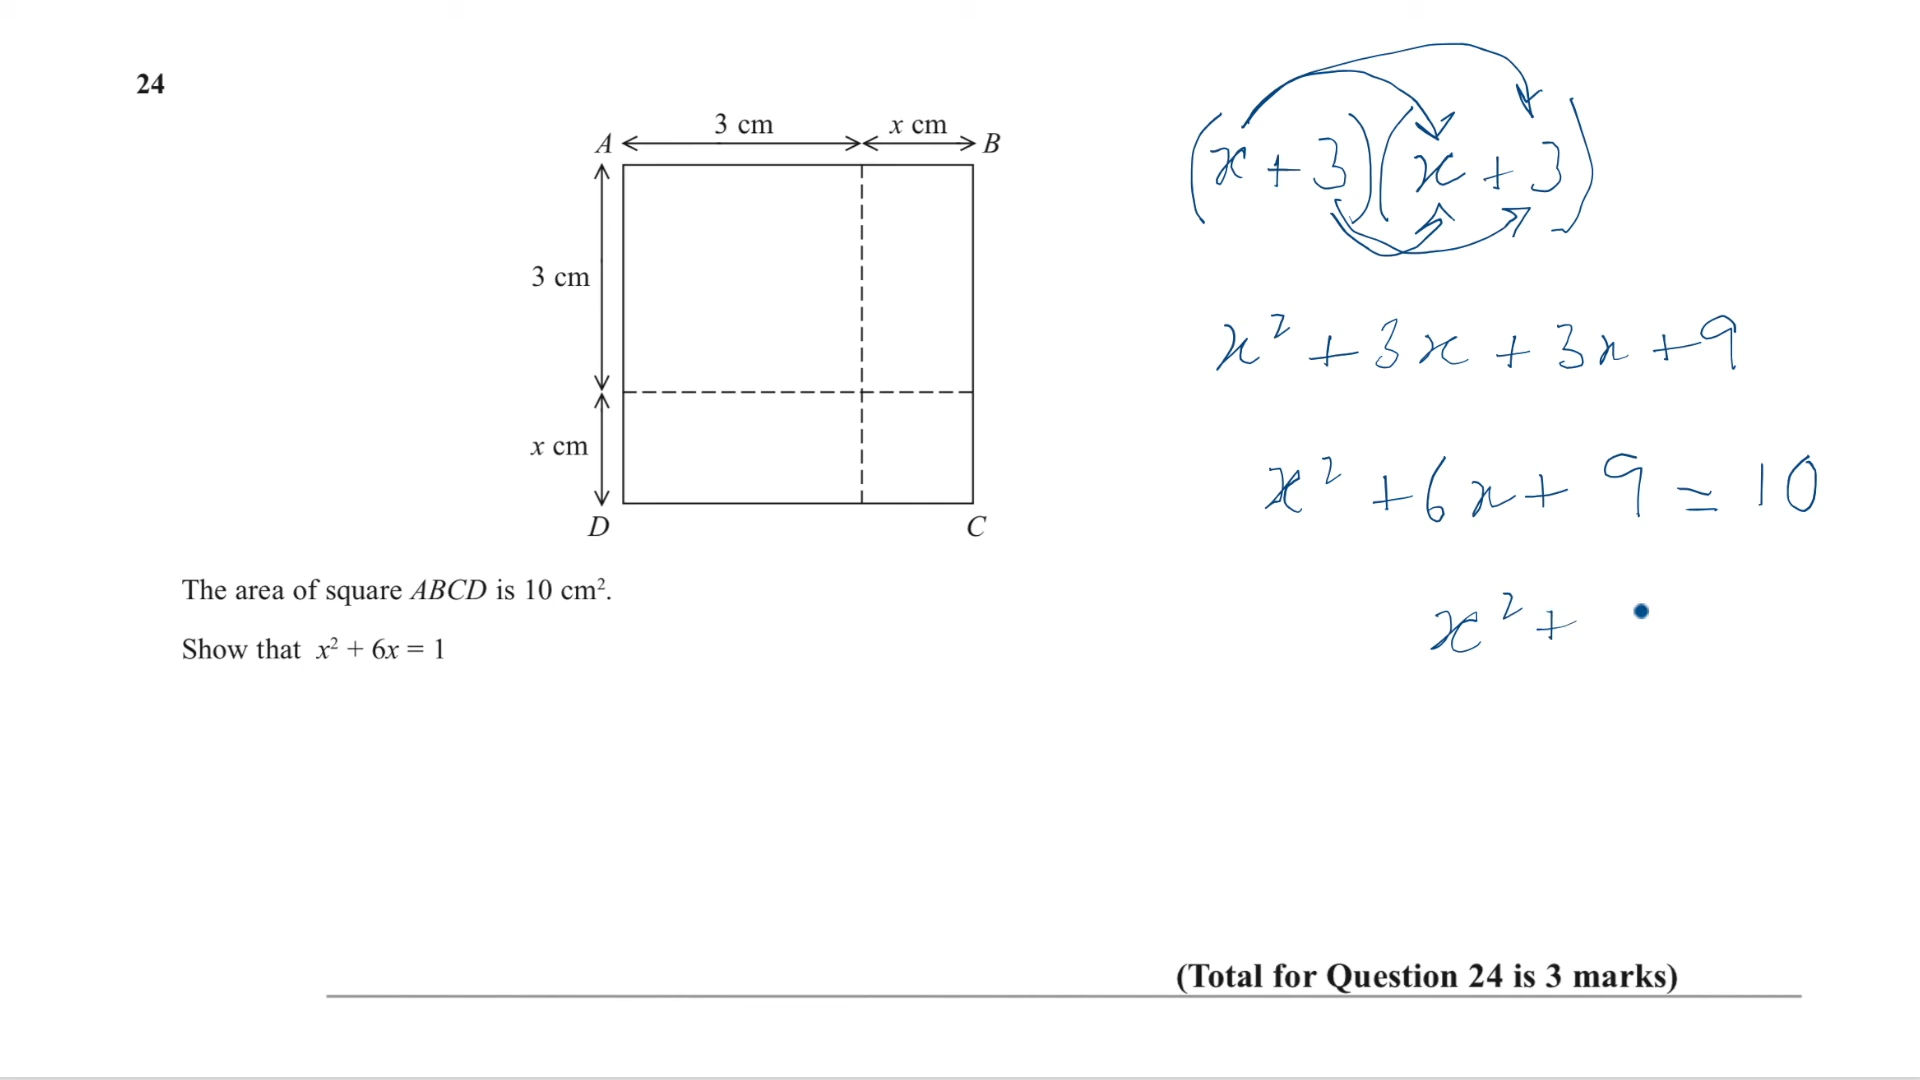 24
3 cm
x cm
A
B
3 cm
x cm
D
C
The area of square ABCD is 10 cm².
Show that x² + 6x = 1
(x + 3)(x + 3)
x² + 3x + 3x + 9
x² + 6x + 9 = 10
x² +
(Total for Question 24 is 3 marks)